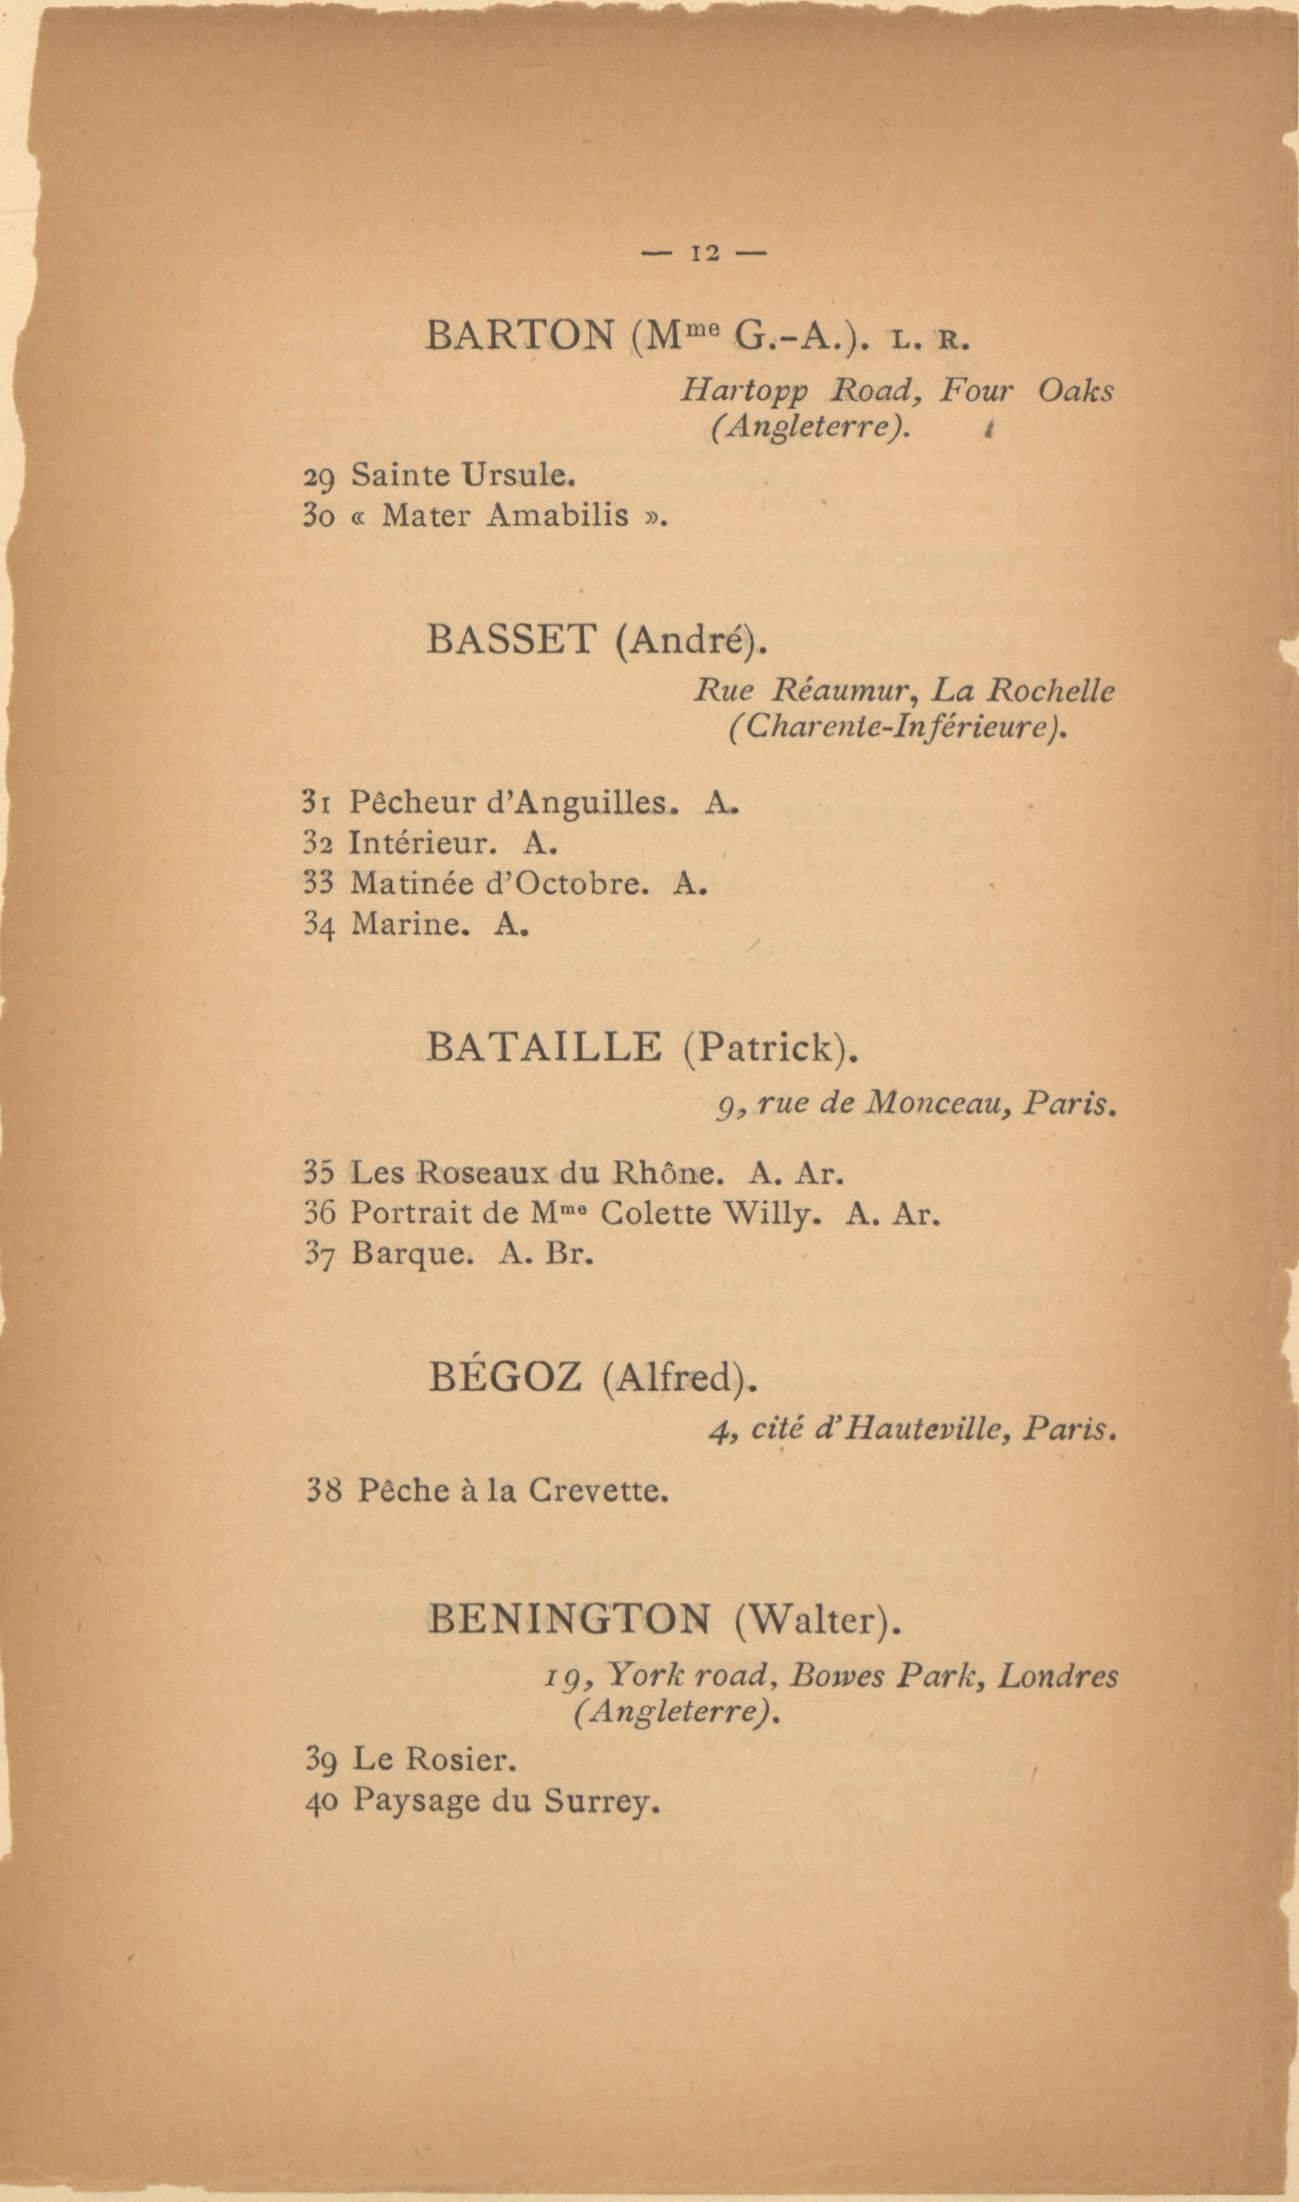 — 12 —
BARTON (Mme G.-A.). L. R.
Hartopp Road, Four Oaks
(Angleterre).
29 Sainte Ursule.
30 « Mater Amabilis ».
BASSET (André).
Rue Réaumur, La Rochelle
(Charente-Inférieure).
31 Pêcheur d'Anguilles. A.
32 Intérieur. A.
33 Matinée d'Octobre. A.
34 Marine. A.
BATAILLE (Patrick).
9, rue de Monceau, Paris.
35 Les Roseaux du Rhône. A. Ar.
36 Portrait de Mme Colette Willy. A. Ar.
37 Barque. A. Br.
BÉGOZ (Alfred).
4, cité d'Hauteville, Paris.
38 Pêche à la Crevette.
BENINGTON (Walter).
19, York road, Bowes Park, Londres
(Angleterre).
39 Le Rosier.
40 Paysage du Surrey.